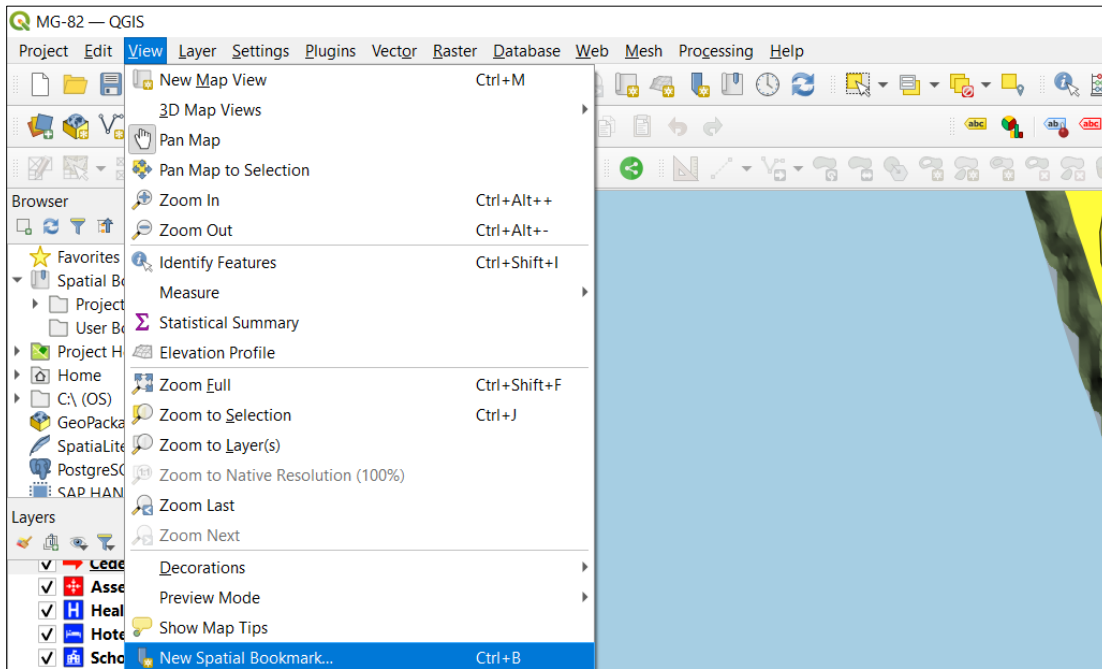 MG-82 — QGIS
Project Edit View Layer Settings Plugins Vector Raster Database Web Mesh Processing Help
New Map View Ctrl+M
3D Map Views
Pan Map
Pan Map to Selection
Zoom In Ctrl+Alt++
Zoom Out Ctrl+Alt+-
Identify Features Ctrl+Shift+I
Measure
Statistical Summary
Elevation Profile
Zoom Full Ctrl+Shift+F
Zoom to Selection Ctrl+J
Zoom to Layer(s)
Zoom to Native Resolution (100%)
Zoom Last
Zoom Next
Decorations
Preview Mode
Show Map Tips
New Spatial Bookmark... Ctrl+B
abc abc
Browser
Favorites
Spatial Bo
Project
User Bo
Project H
Home
C:\ (OS)
GeoPacka
SpatiaLite
PostgreSC
SAP HAN
Layers
Cede
Asse
H Heal
Hote
Scho